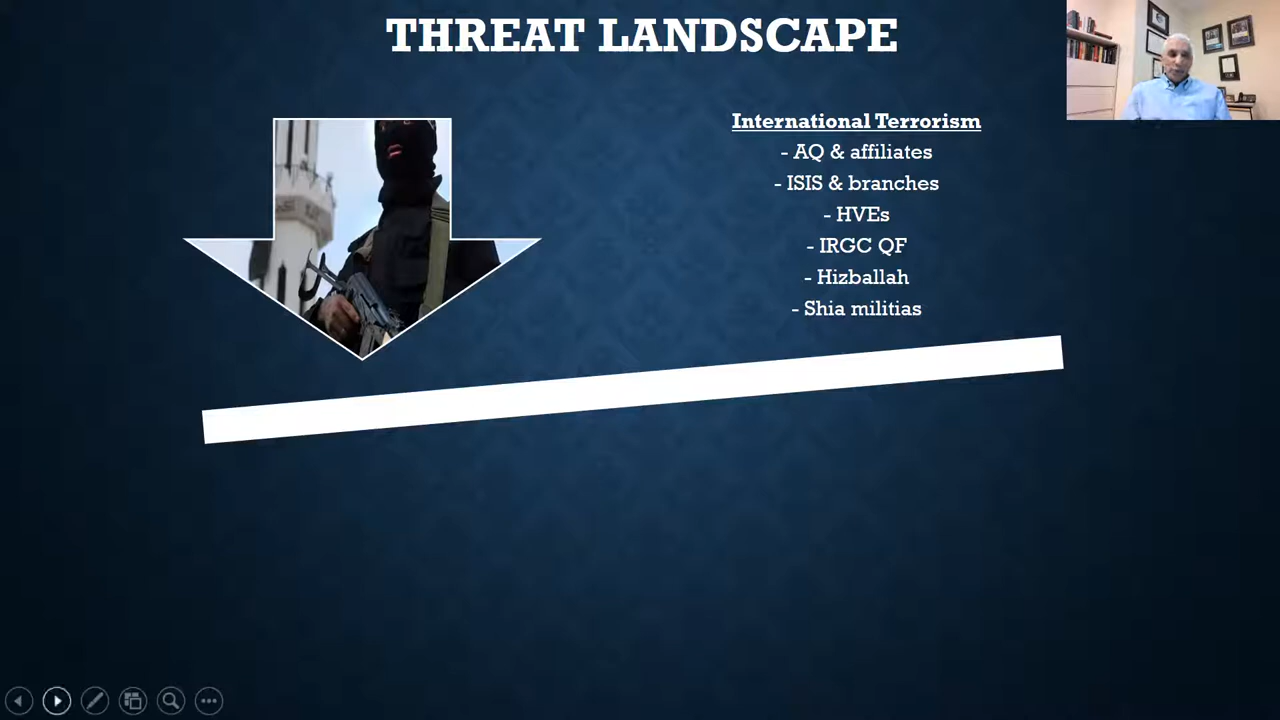 THREAT LANDSCAPE
International Terrorism
- AQ & affiliates
- ISIS & branches
- HVEs
- IRGC QF
- Hizballah
- Shia militias